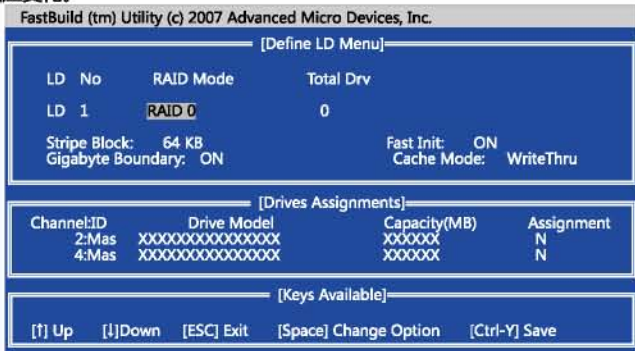 FastBuild (tm) Utility (c) 2007 Advanced Micro Devices, Inc.
[Define LD Menu]
LD No RAID Mode Total Drv
LD 1 RAID 0 0
Stripe Block: 64 KB Fast Init: ON
Gigabyte Boundary: ON Cache Mode: WriteThru
[Drives Assignments]
Channel:ID Drive Model Capacity(MB) Assignment
2:Mas XXXXXXXXXXXXXXX XXXXXX N
4:Mas XXXXXXXXXXXXXXX XXXXXX N
[Keys Available]
[↑] Up [↓]Down [ESC] Exit [Space] Change Option [Ctrl-Y] Save